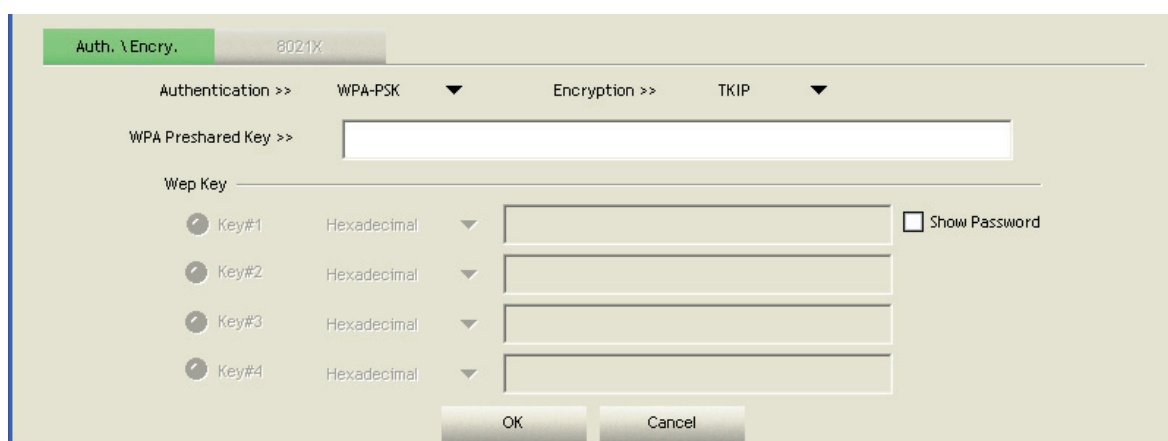 Auth. \ Encry. 8021X
Authentication >> WPA-PSK Encryption >> TKIP
WPA Preshared Key >>
Wep Key
Key#1 Hexadecimal Show Password
Key#2 Hexadecimal
Key#3 Hexadecimal
Key#4 Hexadecimal
OK Cancel